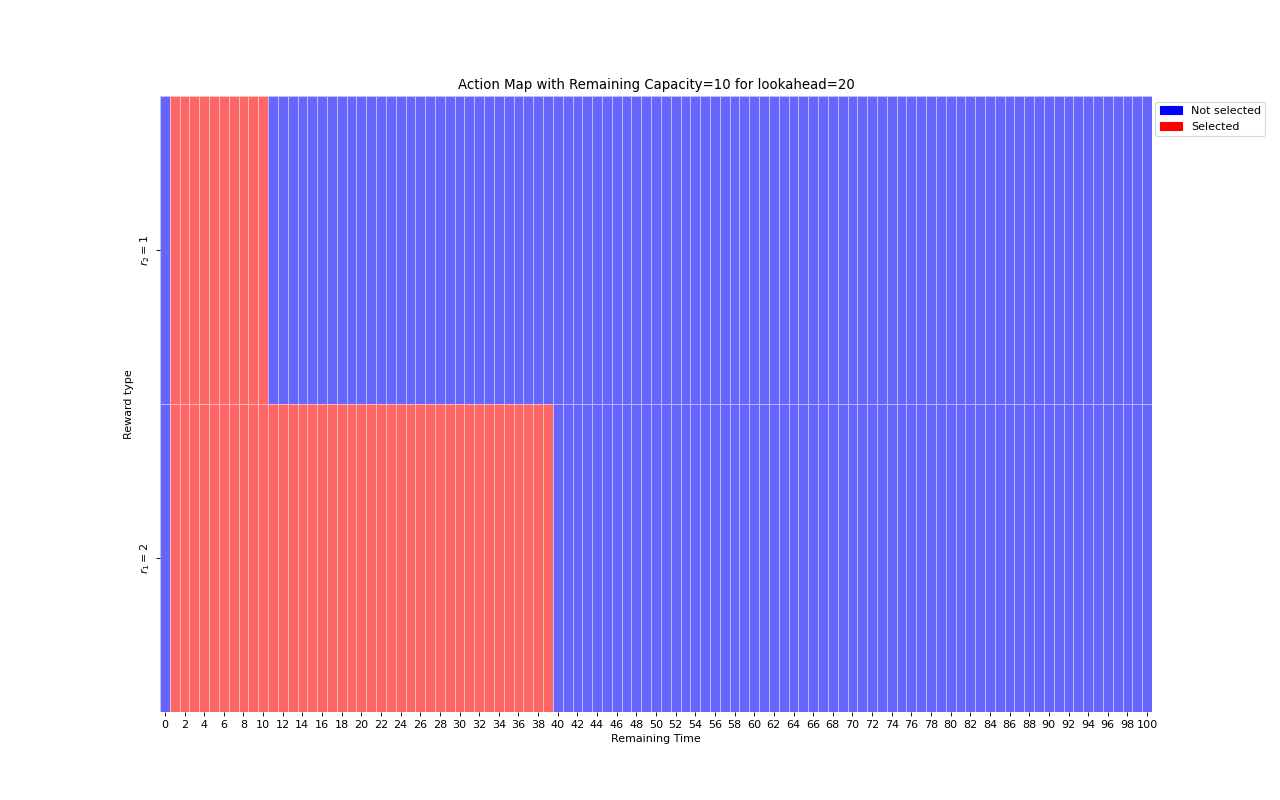 Action Map with Remaining Capacity=10 for lookahead=20
Not selected
Selected
r₂ = 1
Reward type
r₁ = 2
0 2 4 6 8 10 12 14 16 18 20 22 24 26 28 30 32 34 36 38 40 42 44 46 48 50 52 54 56 58 60 62 64 66 68 70 72 74 76 78 80 82 84 86 88 90 92 94 96 98 100
Remaining Time